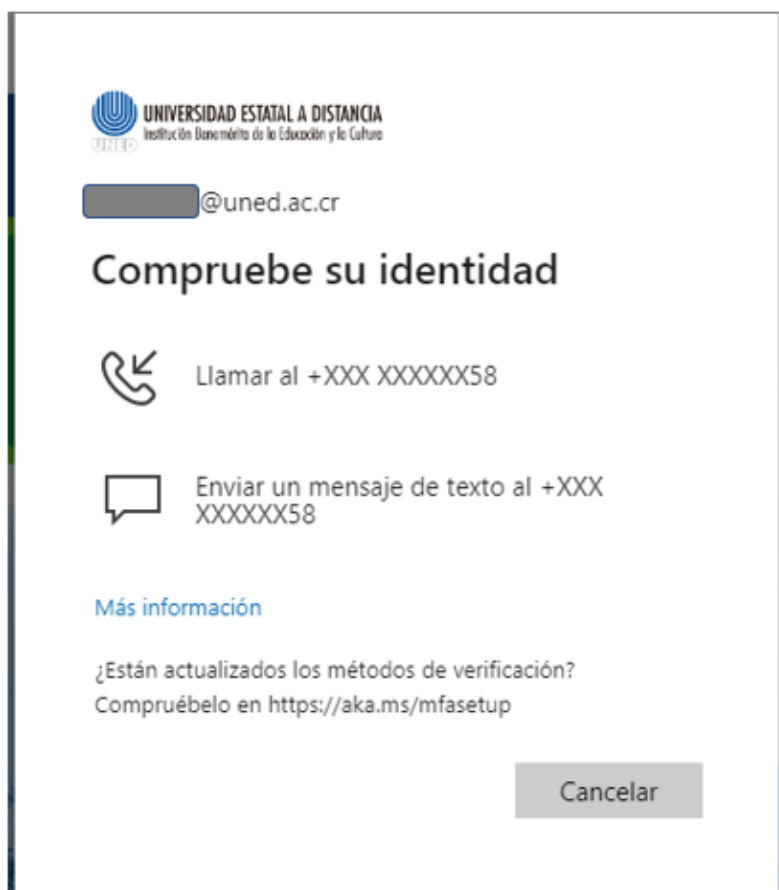 UNIVERSIDAD ESTATAL A DISTANCIA
Institución Benemérita de la Educación y la Cultura
UNED
@uned.ac.cr
Compruebe su identidad
Llamar al +XXX XXXXXX58
Enviar un mensaje de texto al +XXX
XXXXXX58
Más información
¿Están actualizados los métodos de verificación?
Compruébelo en https://aka.ms/mfasetup
Cancelar